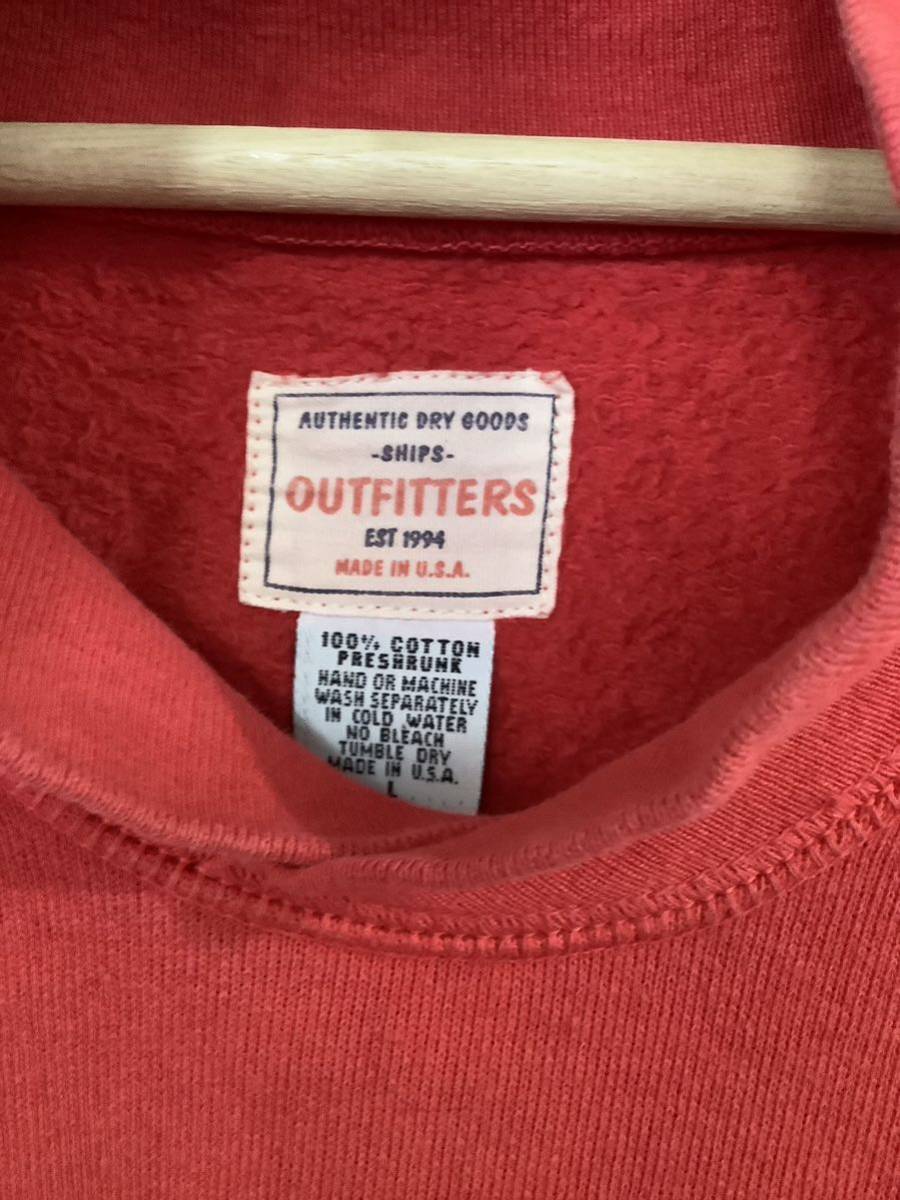 AUTHENTIC DRY GOODS
-SHIPS-
OUTFITTERS
EST 1994
MADE IN U.S.A.
100% COTTON
PRESHRUNK
HAND OR MACHINE
WASH SEPARATELY
IN COLD WATER
NO BLEACH
TUMBLE DRY
MADE IN U.S.A.
L